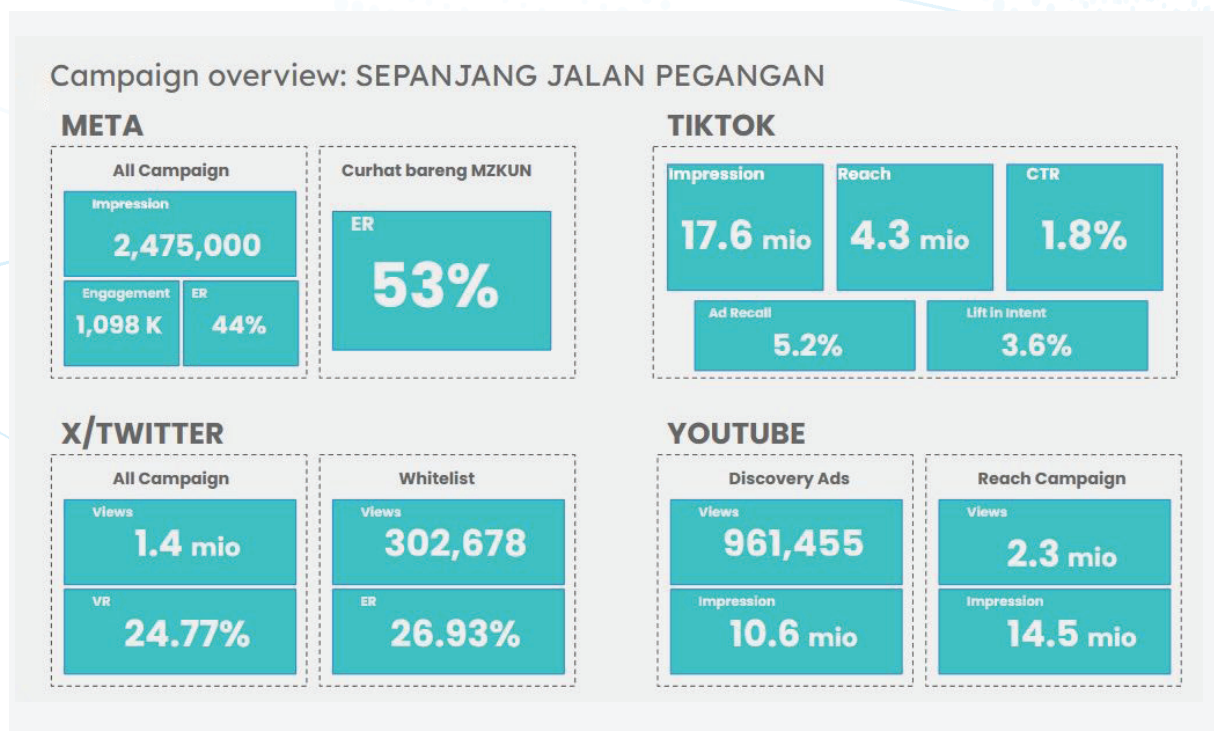 Campaign overview: SEPANJANG JALAN PEGANGAN
META
All Campaign
Impression
2,475,000
Engagement
1,098 K
ER
44%
Curhat bareng MZKUN
ER
53%
TIKTOK
Impression
17.6 mio
Reach
4.3 mio
CTR
1.8%
Ad Recall
5.2%
Lift in Intent
3.6%
X/TWITTER
All Campaign
Views
1.4 mio
VR
24.77%
Whitelist
Views
302,678
ER
26.93%
YOUTUBE
Discovery Ads
Views
961,455
Impression
10.6 mio
Reach Campaign
Views
2.3 mio
Impression
14.5 mio